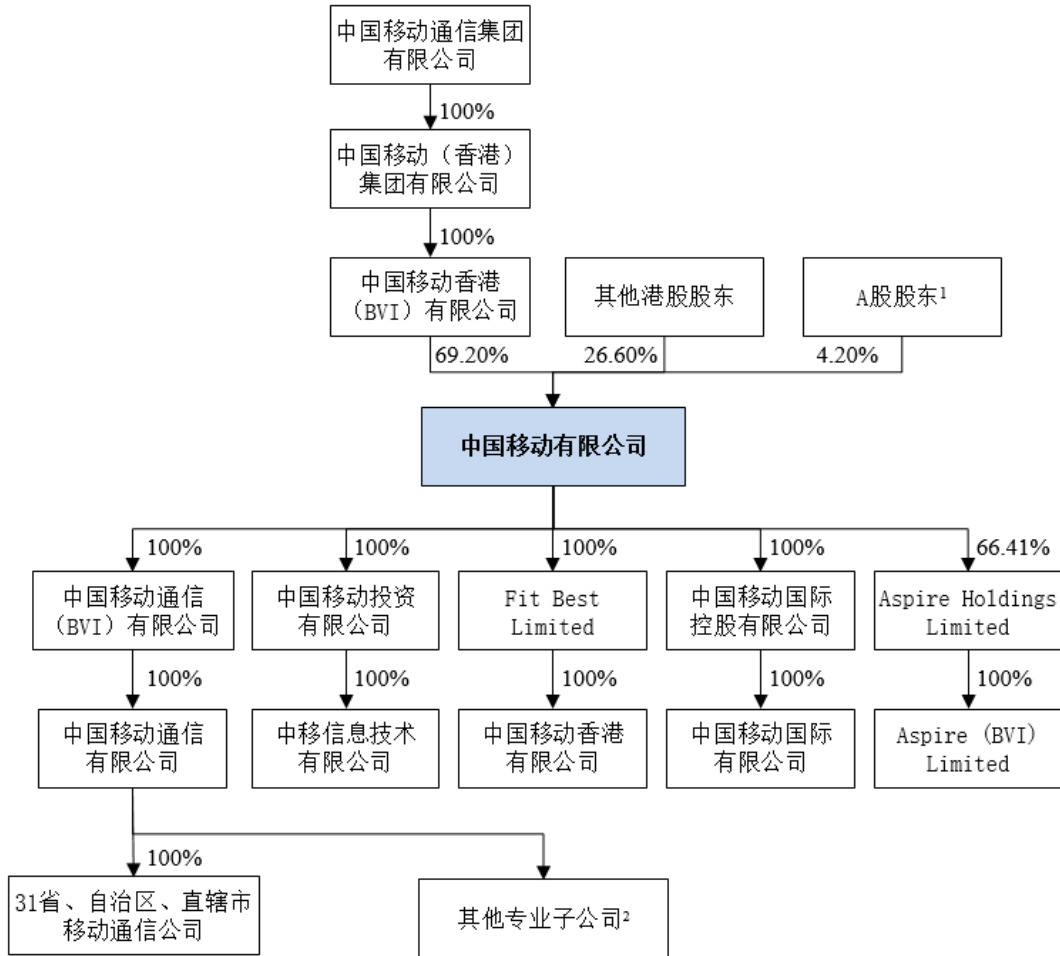 中国移动通信集团
有限公司
100%
中国移动（香港）
集团有限公司
100%
中国移动香港
（BVI）有限公司
其他港股股东
A股股东¹
69.20%
26.60%
4.20%
中国移动有限公司
100%
100%
100%
100%
66.41%
中国移动通信
（BVI）有限公司
中国移动投资
有限公司
Fit Best
Limited
中国移动国际
控股有限公司
Aspire Holdings
Limited
100%
100%
100%
100%
100%
中国移动通信
有限公司
中移信息技术
有限公司
中国移动香港
有限公司
中国移动国际
有限公司
Aspire (BVI)
Limited
100%
31省、自治区、直辖市
移动通信公司
其他专业子公司²